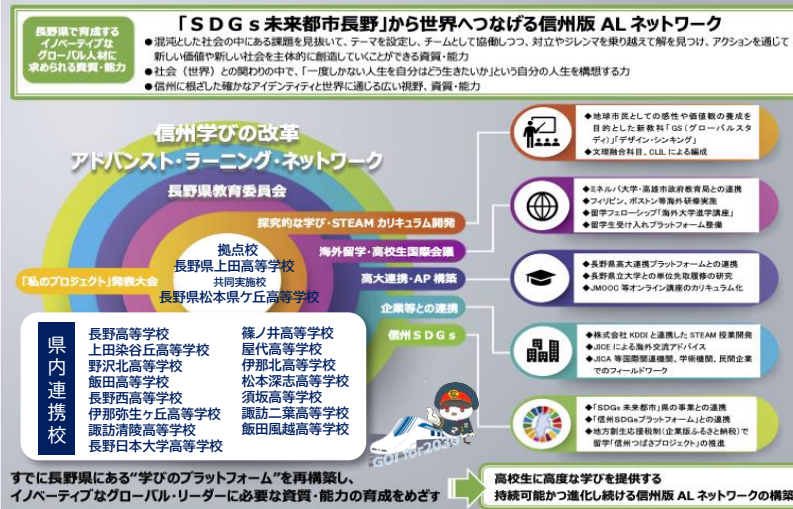 「ＳＤＧｓ未来都市長野」から世界へつなげる信州版 AL ネットワーク
長野県で育成する
イノベーティブな
グローバル人材に
求められる資質・能力
●混沌とした社会の中にある課題を見抜いて、テーマを設定し、チームとして協働しつつ、対立やジレンマを乗り越えて解を見つけ、アクションを通じて
新しい価値や新しい社会を主体的に創造していくことができる資質・能力
●社会（世界）との関わりの中で、「一度しかない人生を自分はどう生きたいか」という自分の人生を構想する力
●信州に根ざした確かなアイデンティティと世界に通じる広い視野、資質・能力
信州学びの改革
アドバンスト・ラーニング・ネットワーク
長野県教育委員会
探究的な学び・STEAM カリキュラム開発
海外留学・高校生国際会議
高大連携・AP 構築
企業等との連携
信州ＳＤＧｓ
「私のプロジェクト」発表大会
拠点校
長野県上田高等学校
共同実施校
長野県松本県ケ丘高等学校
県内連携校
長野高等学校
上田染谷丘高等学校
野沢北高等学校
飯田高等学校
長野西高等学校
伊那弥生ヶ丘高等学校
諏訪清陵高等学校
長野日本大学高等学校
篠ノ井高等学校
屋代高等学校
伊那北高等学校
松本深志高等学校
須坂高等学校
諏訪二葉高等学校
飯田風越高等学校
◆地球市民としての感性や価値観の養成を
目的とした新教科「GS（グローバルスタ
ディ）」「デザイン・シンキング」
◆文理融合科目、CLIL による編成
◆ミネルバ大学・高雄市政府教育局との連携
◆フィリピン、ボストン等海外研修実施
◆留学フェローシップ「海外大学進学講座」
◆留学生受け入れプラットフォーム整備
◆長野県高大連携プラットフォームとの連携
◆長野県立大学との単位先取履修の研究
◆JMOOC 等オンライン講座のカリキュラム化
◆株式会社 KDDI と連携した STEAM 授業開発
◆JICE による海外交流アドバイス
◆JICA 等国際関連機関、学術機関、民間企業
でのフィールドワーク
◆「SDGs 未来都市」県の事業との連携
◆「信州SDGsプラットフォーム」との連携
◆地方創生応援税制（企業版ふるさと納税）で
留学「信州つばさプロジェクト」の推進
GO! for2030
すでに長野県にある“学びのプラットフォーム”を再構築し、
イノベーティブなグローバル・リーダーに必要な資質・能力の育成をめざす
高校生に高度な学びを提供する
持続可能かつ進化し続ける信州版 AL ネットワークの構築